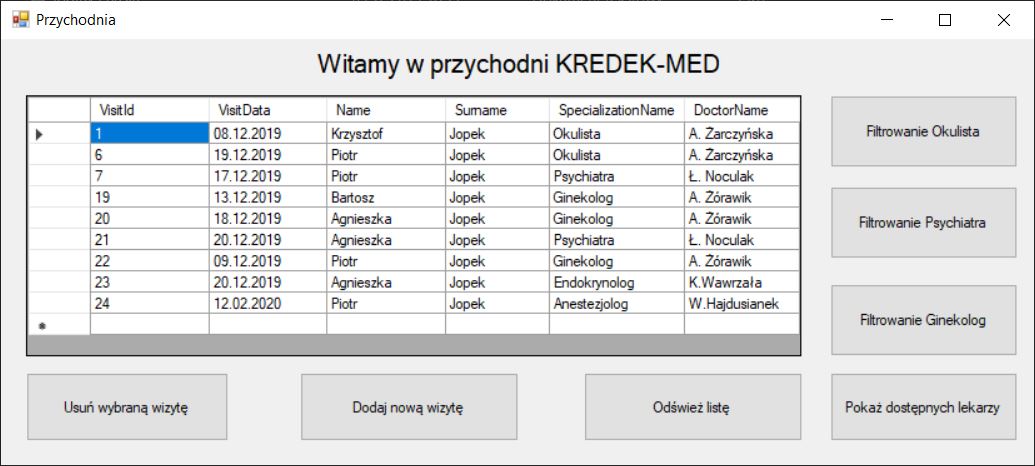 Przychodnia
Witamy w przychodni KREDEK-MED
VisitId VisitData Name Surname SpecializationName DoctorName
1 08.12.2019 Krzysztof Jopek Okulista A. Żarczyńska
6 19.12.2019 Piotr Jopek Okulista A. Żarczyńska
7 17.12.2019 Piotr Jopek Psychiatra Ł. Noculak
19 13.12.2019 Bartosz Jopek Ginekolog A. Żórawik
20 18.12.2019 Agnieszka Jopek Ginekolog A. Żórawik
21 20.12.2019 Agnieszka Jopek Psychiatra Ł. Noculak
22 09.12.2019 Piotr Jopek Ginekolog A. Żórawik
23 20.12.2019 Agnieszka Jopek Endokrynolog K.Wawrzała
24 12.02.2020 Piotr Jopek Anestezjolog W.Hajdusianek
Filtrowanie Okulista
Filtrowanie Psychiatra
Filtrowanie Ginekolog
Usuń wybraną wizytę
Dodaj nową wizytę
Odśwież listę
Pokaż dostępnych lekarzy